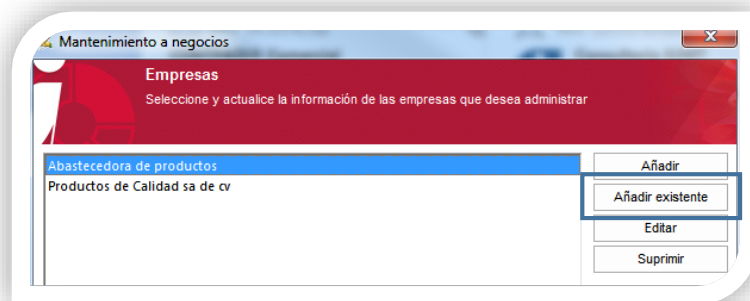 Mantenimiento a negocios
Empresas
Seleccione y actualice la información de las empresas que desea administrar
Abastecedora de productos
Añadir
Productos de Calidad sa de cv
Añadir existente
Editar
Suprimir